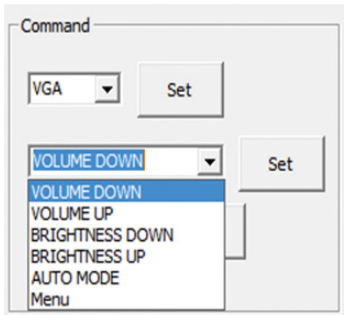 Command
VGA
Set
VOLUME DOWN
Set
VOLUME DOWN
VOLUME UP
BRIGHTNESS DOWN
BRIGHTNESS UP
AUTO MODE
Menu